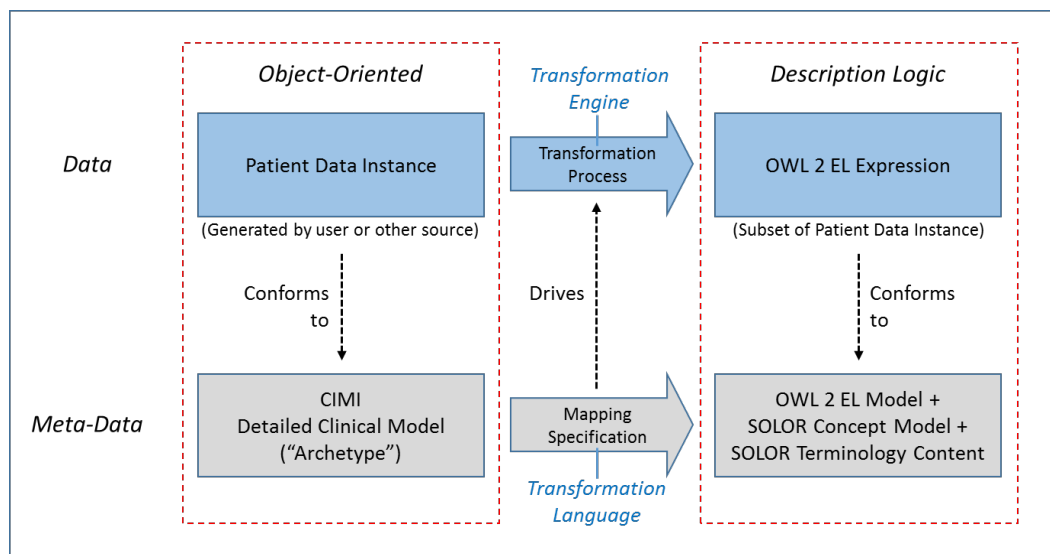 Object-Oriented
Transformation
Engine
Description Logic
Data
Patient Data Instance
Transformation
Process
OWL 2 EL Expression
(Generated by user or other source)
(Subset of Patient Data Instance)
Conforms
to
Drives
Conforms
to
Meta-Data
CIMI
Detailed Clinical Model
(“Archetype”)
Mapping
Specification
OWL 2 EL Model +
SOLOR Concept Model +
SOLOR Terminology Content
Transformation
Language